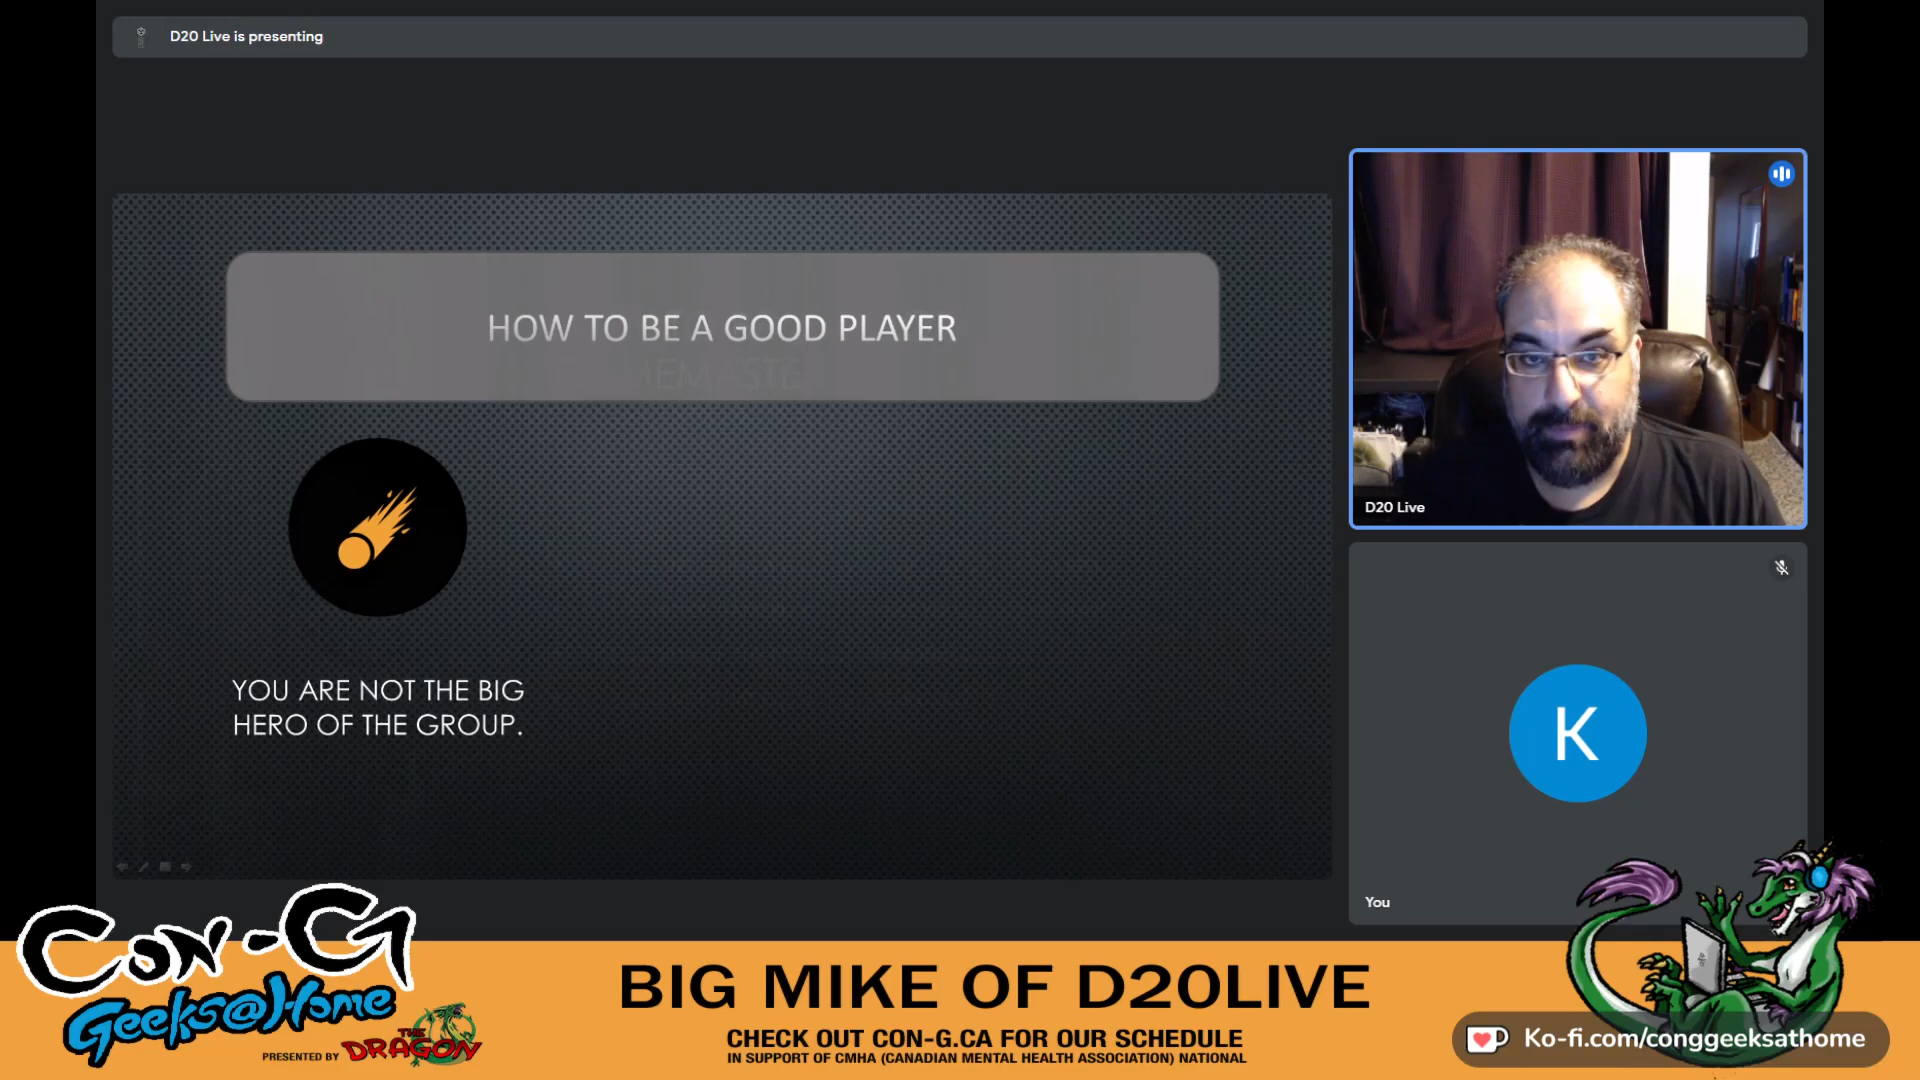 D20 Live is presenting
HOW TO BE A GOOD PLAYER
YOU ARE NOT THE BIG
HERO OF THE GROUP.
D20 Live
K
You
CON-G
Geeks@Home
PRESENTED BY THE DRAGON
BIG MIKE OF D20LIVE
CHECK OUT CON-G.CA FOR OUR SCHEDULE
IN SUPPORT OF CMHA (CANADIAN MENTAL HEALTH ASSOCIATION) NATIONAL
Ko-fi.com/conggeeksathome